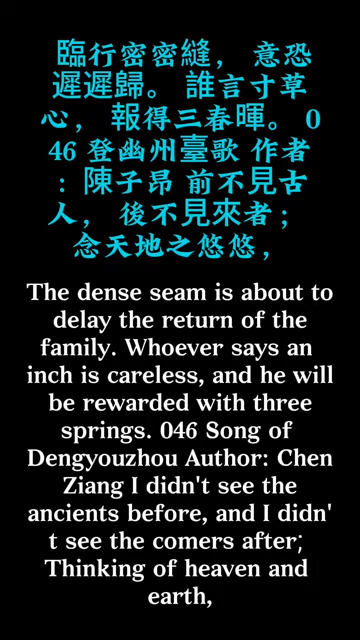 臨行密密縫， 意恐
遲遲歸。 誰言寸草
心， 報得三春暉。 0
46 登幽州臺歌 作者
: 陳子昂 前不見古
人， 後不見來者；
念天地之悠悠，
The dense seam is about to
delay the return of the
family. Whoever says an
inch is careless, and he will
be rewarded with three
springs. 046 Song of
Dengyouzhou Author: Chen
Ziang I didn't see the
ancients before, and I didn'
t see the comers after;
Thinking of heaven and
earth,